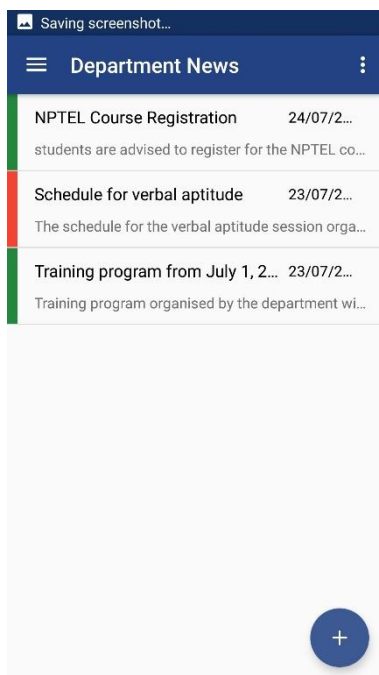 Saving screenshot...
Department News
NPTEL Course Registration 24/07/2...
students are advised to register for the NPTEL co...
Schedule for verbal aptitude 23/07/2...
The schedule for the verbal aptitude session orga...
Training program from July 1, 2... 23/07/2...
Training program organised by the department wi...
+